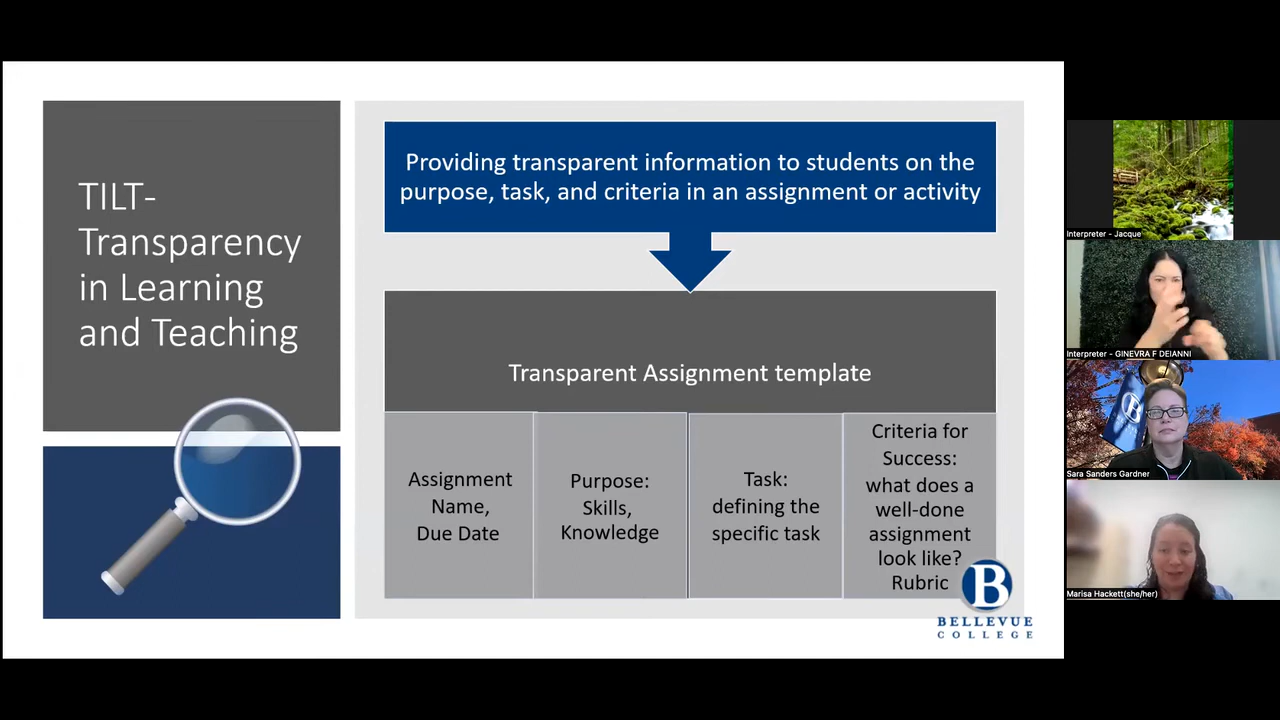 TILT-
Transparency
in Learning
and Teaching
Providing transparent information to students on the
purpose, task, and criteria in an assignment or activity
Transparent Assignment template
Assignment
Name,
Due Date
Purpose:
Skills,
Knowledge
Task:
defining the
specific task
Criteria for
Success:
what does a
well-done
assignment
look like?
Rubric
B
BELLEVUE
COLLEGE
Interpreter - Jacque
Interpreter - GINEVRA F DEIANNI
B
Sara Sanders Gardner
Marisa Hackett(she/her)